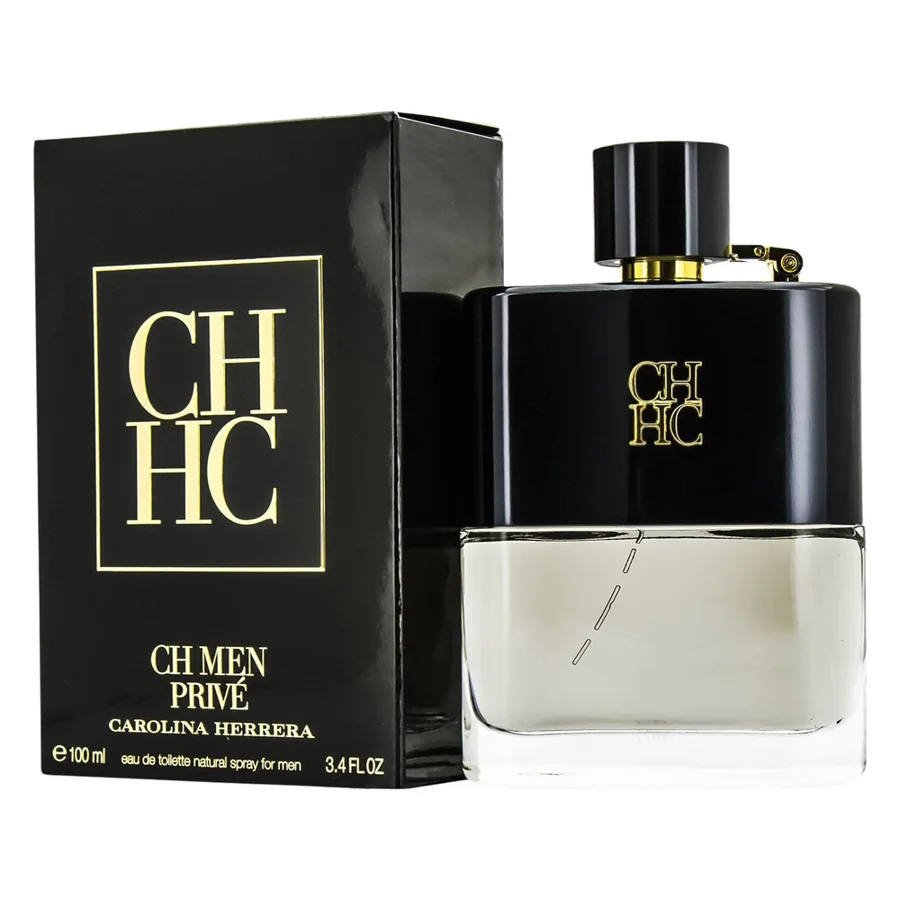 CH
HC
CH MEN
PRIVÉ
CAROLINA HERRERA
℮ 100 ml eau de toilette natural spray for men 3.4 FL OZ
CH
HC